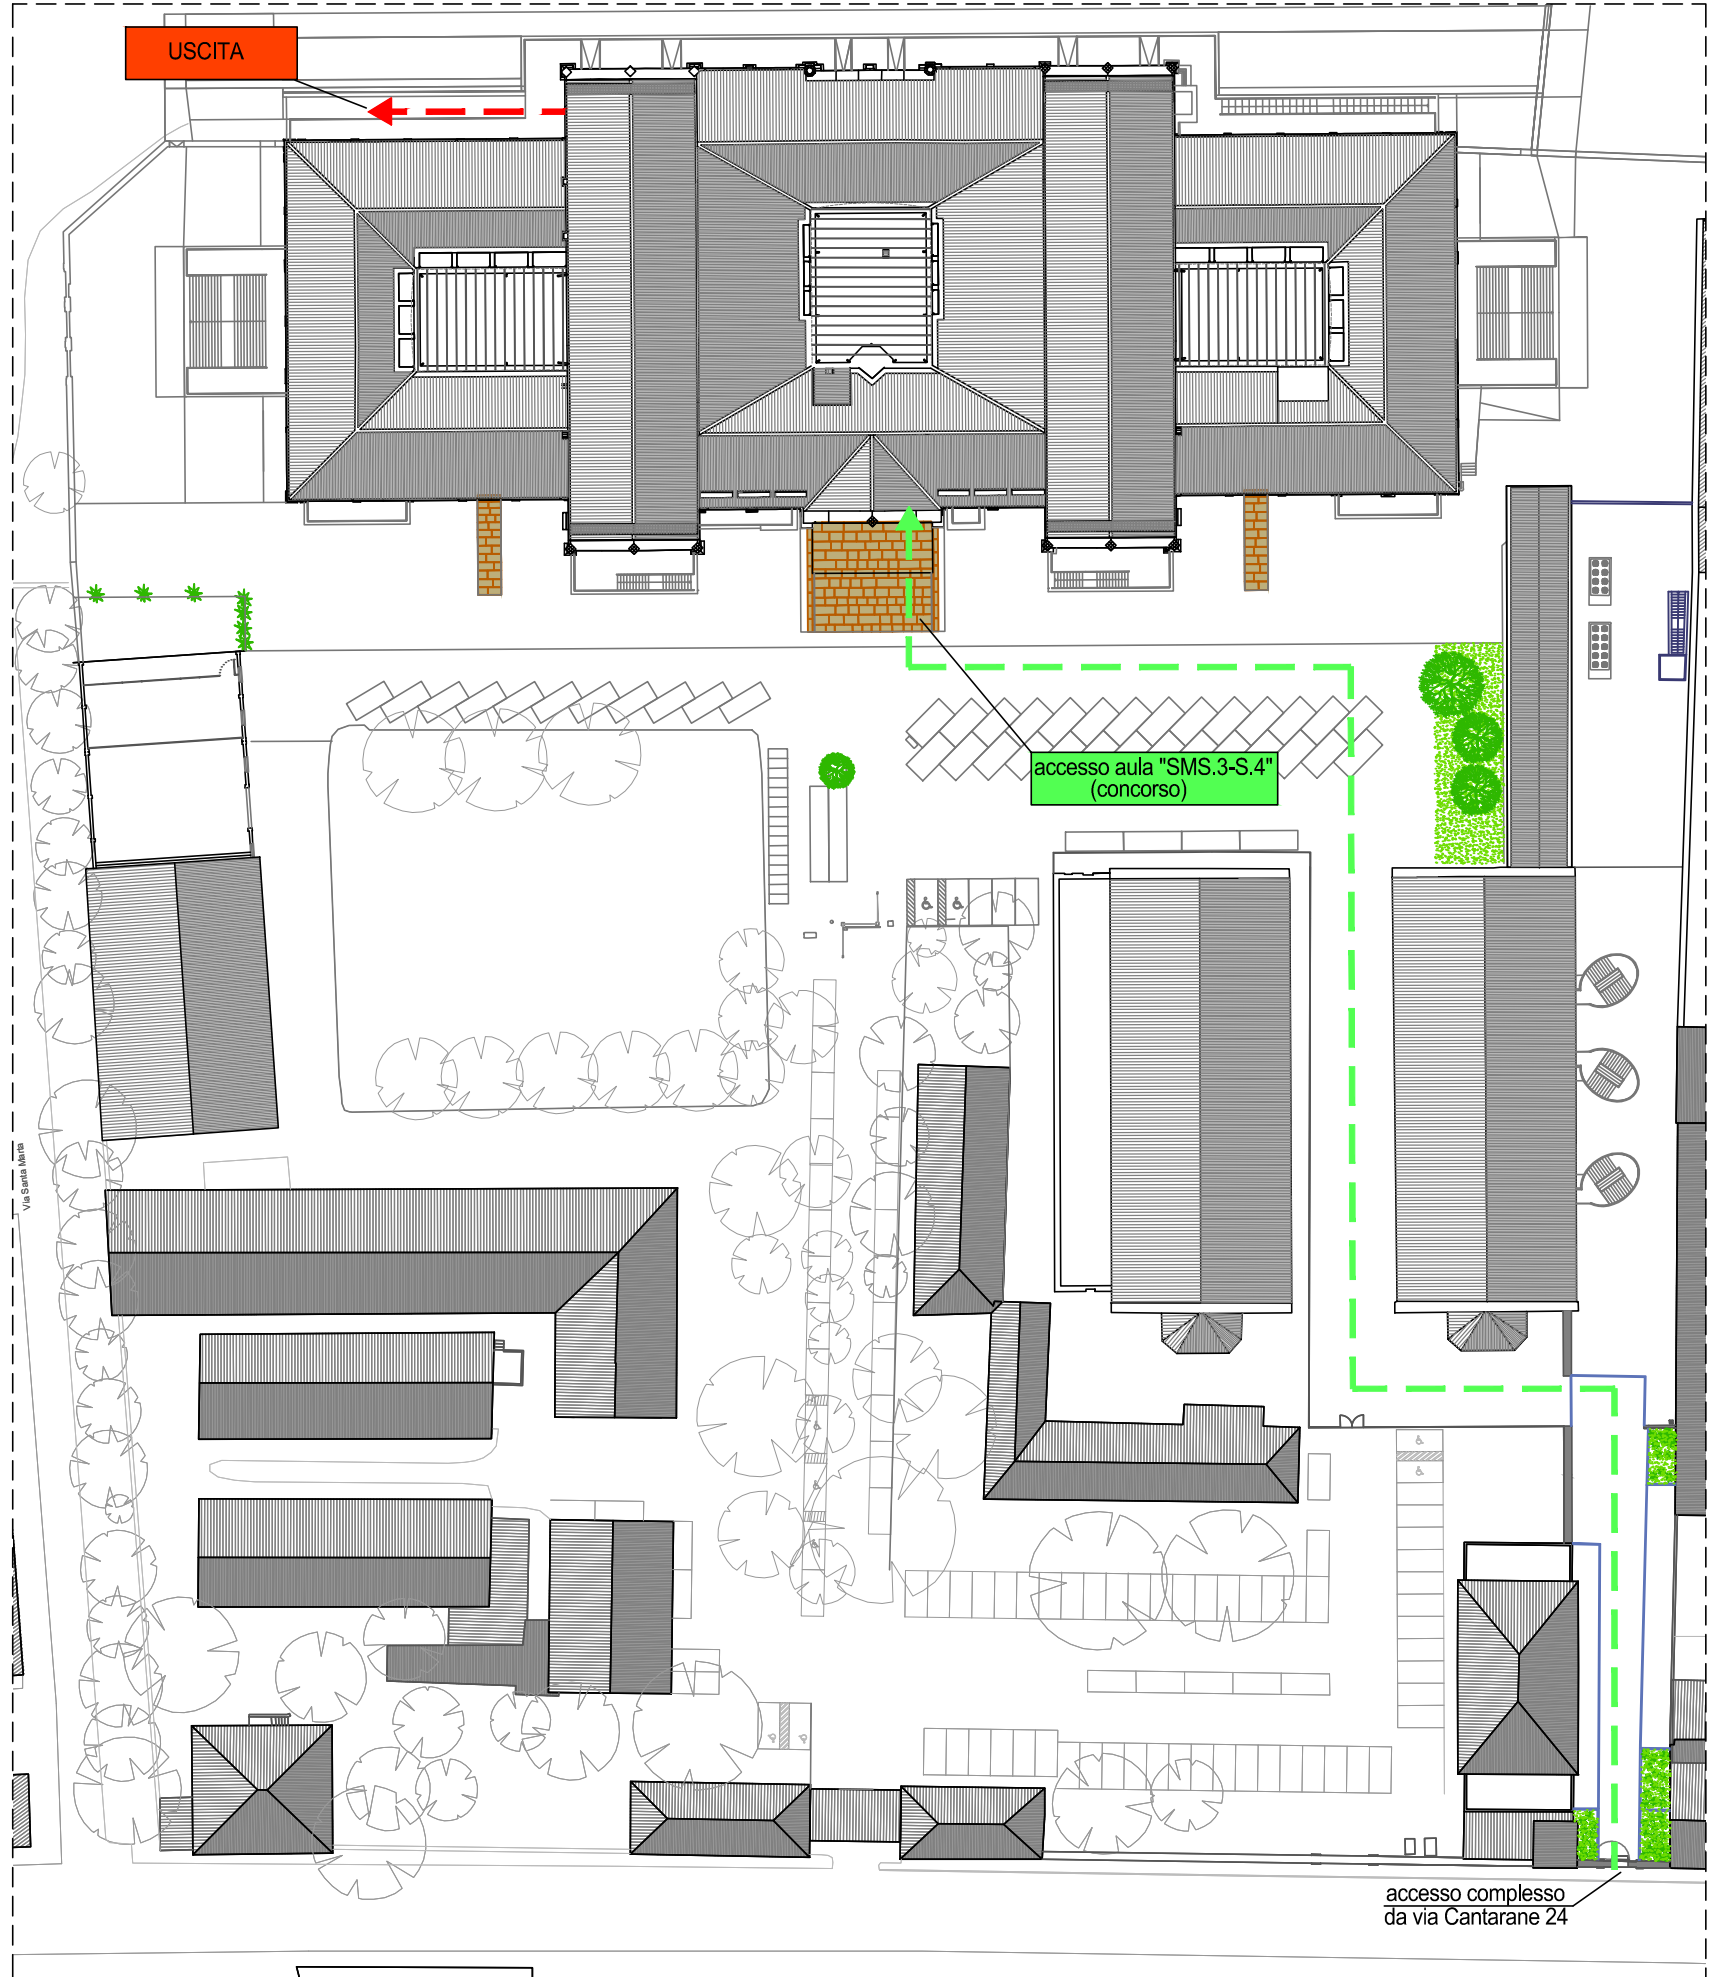 USCITA
accesso aula "SMS.3-S.4"
(concorso)
Via Santa Marta
accesso complesso
da via Cantarane 24